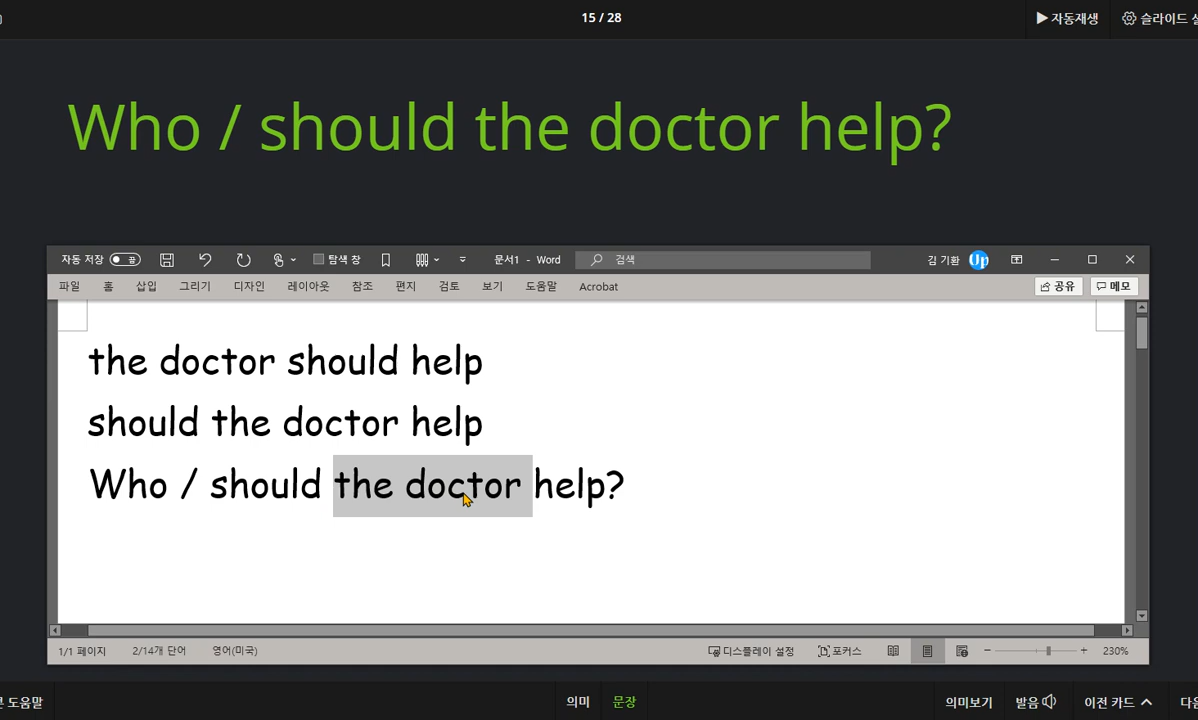 15 / 28
▶ 자동재생
슬라이드
Who / should the doctor help?
자동 저장 끔 탐색 창 문서1 - Word 검색 김 기환 Up
파일 홈 삽입 그리기 디자인 레이아웃 참조 편지 검토 보기 도움말 Acrobat 공유 메모
the doctor should help
should the doctor help
Who / should the doctor help?
1/1 페이지 2/14개 단어 영어(미국) 디스플레이 설정 포커스 - + 230%
도움말 의미 문장 의미보기 발음 이전 카드